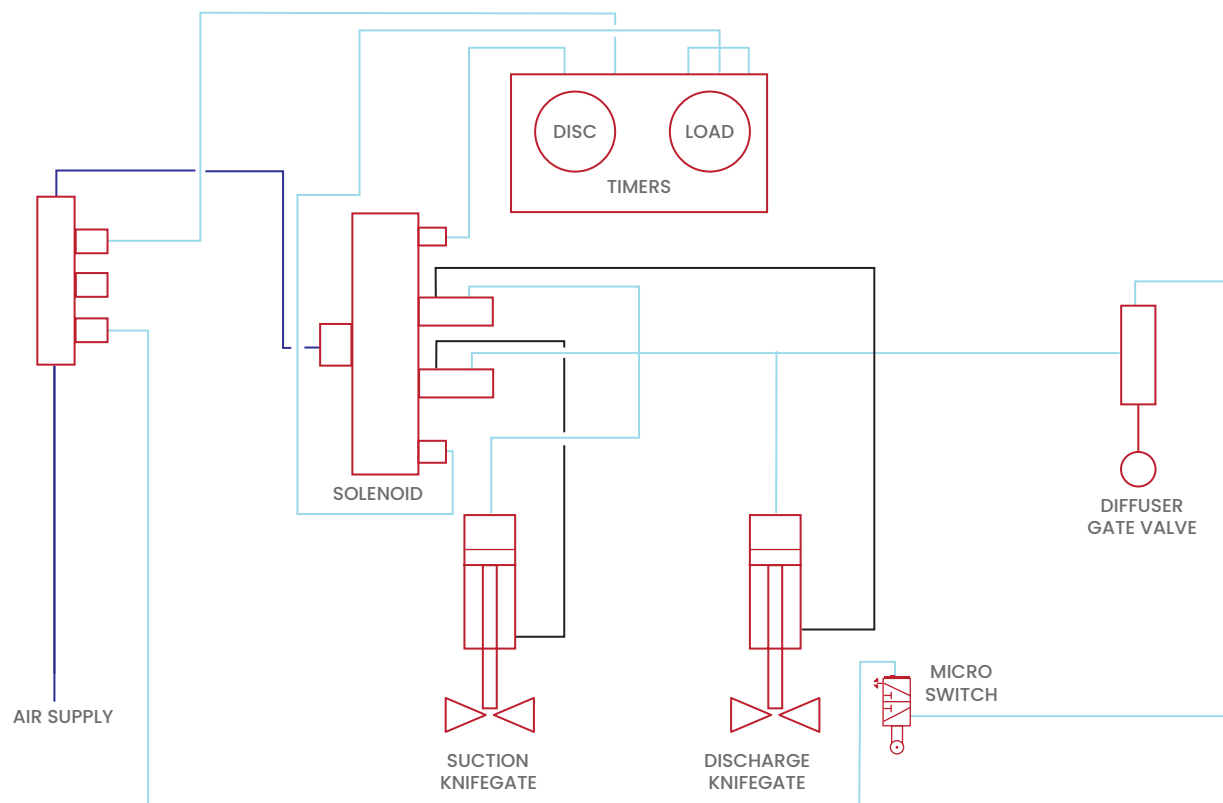 DISC
LOAD
TIMERS
SOLENOID
DIFFUSER
GATE VALVE
MICRO
SWITCH
AIR SUPPLY
SUCTION
KNIFEGATE
DISCHARGE
KNIFEGATE